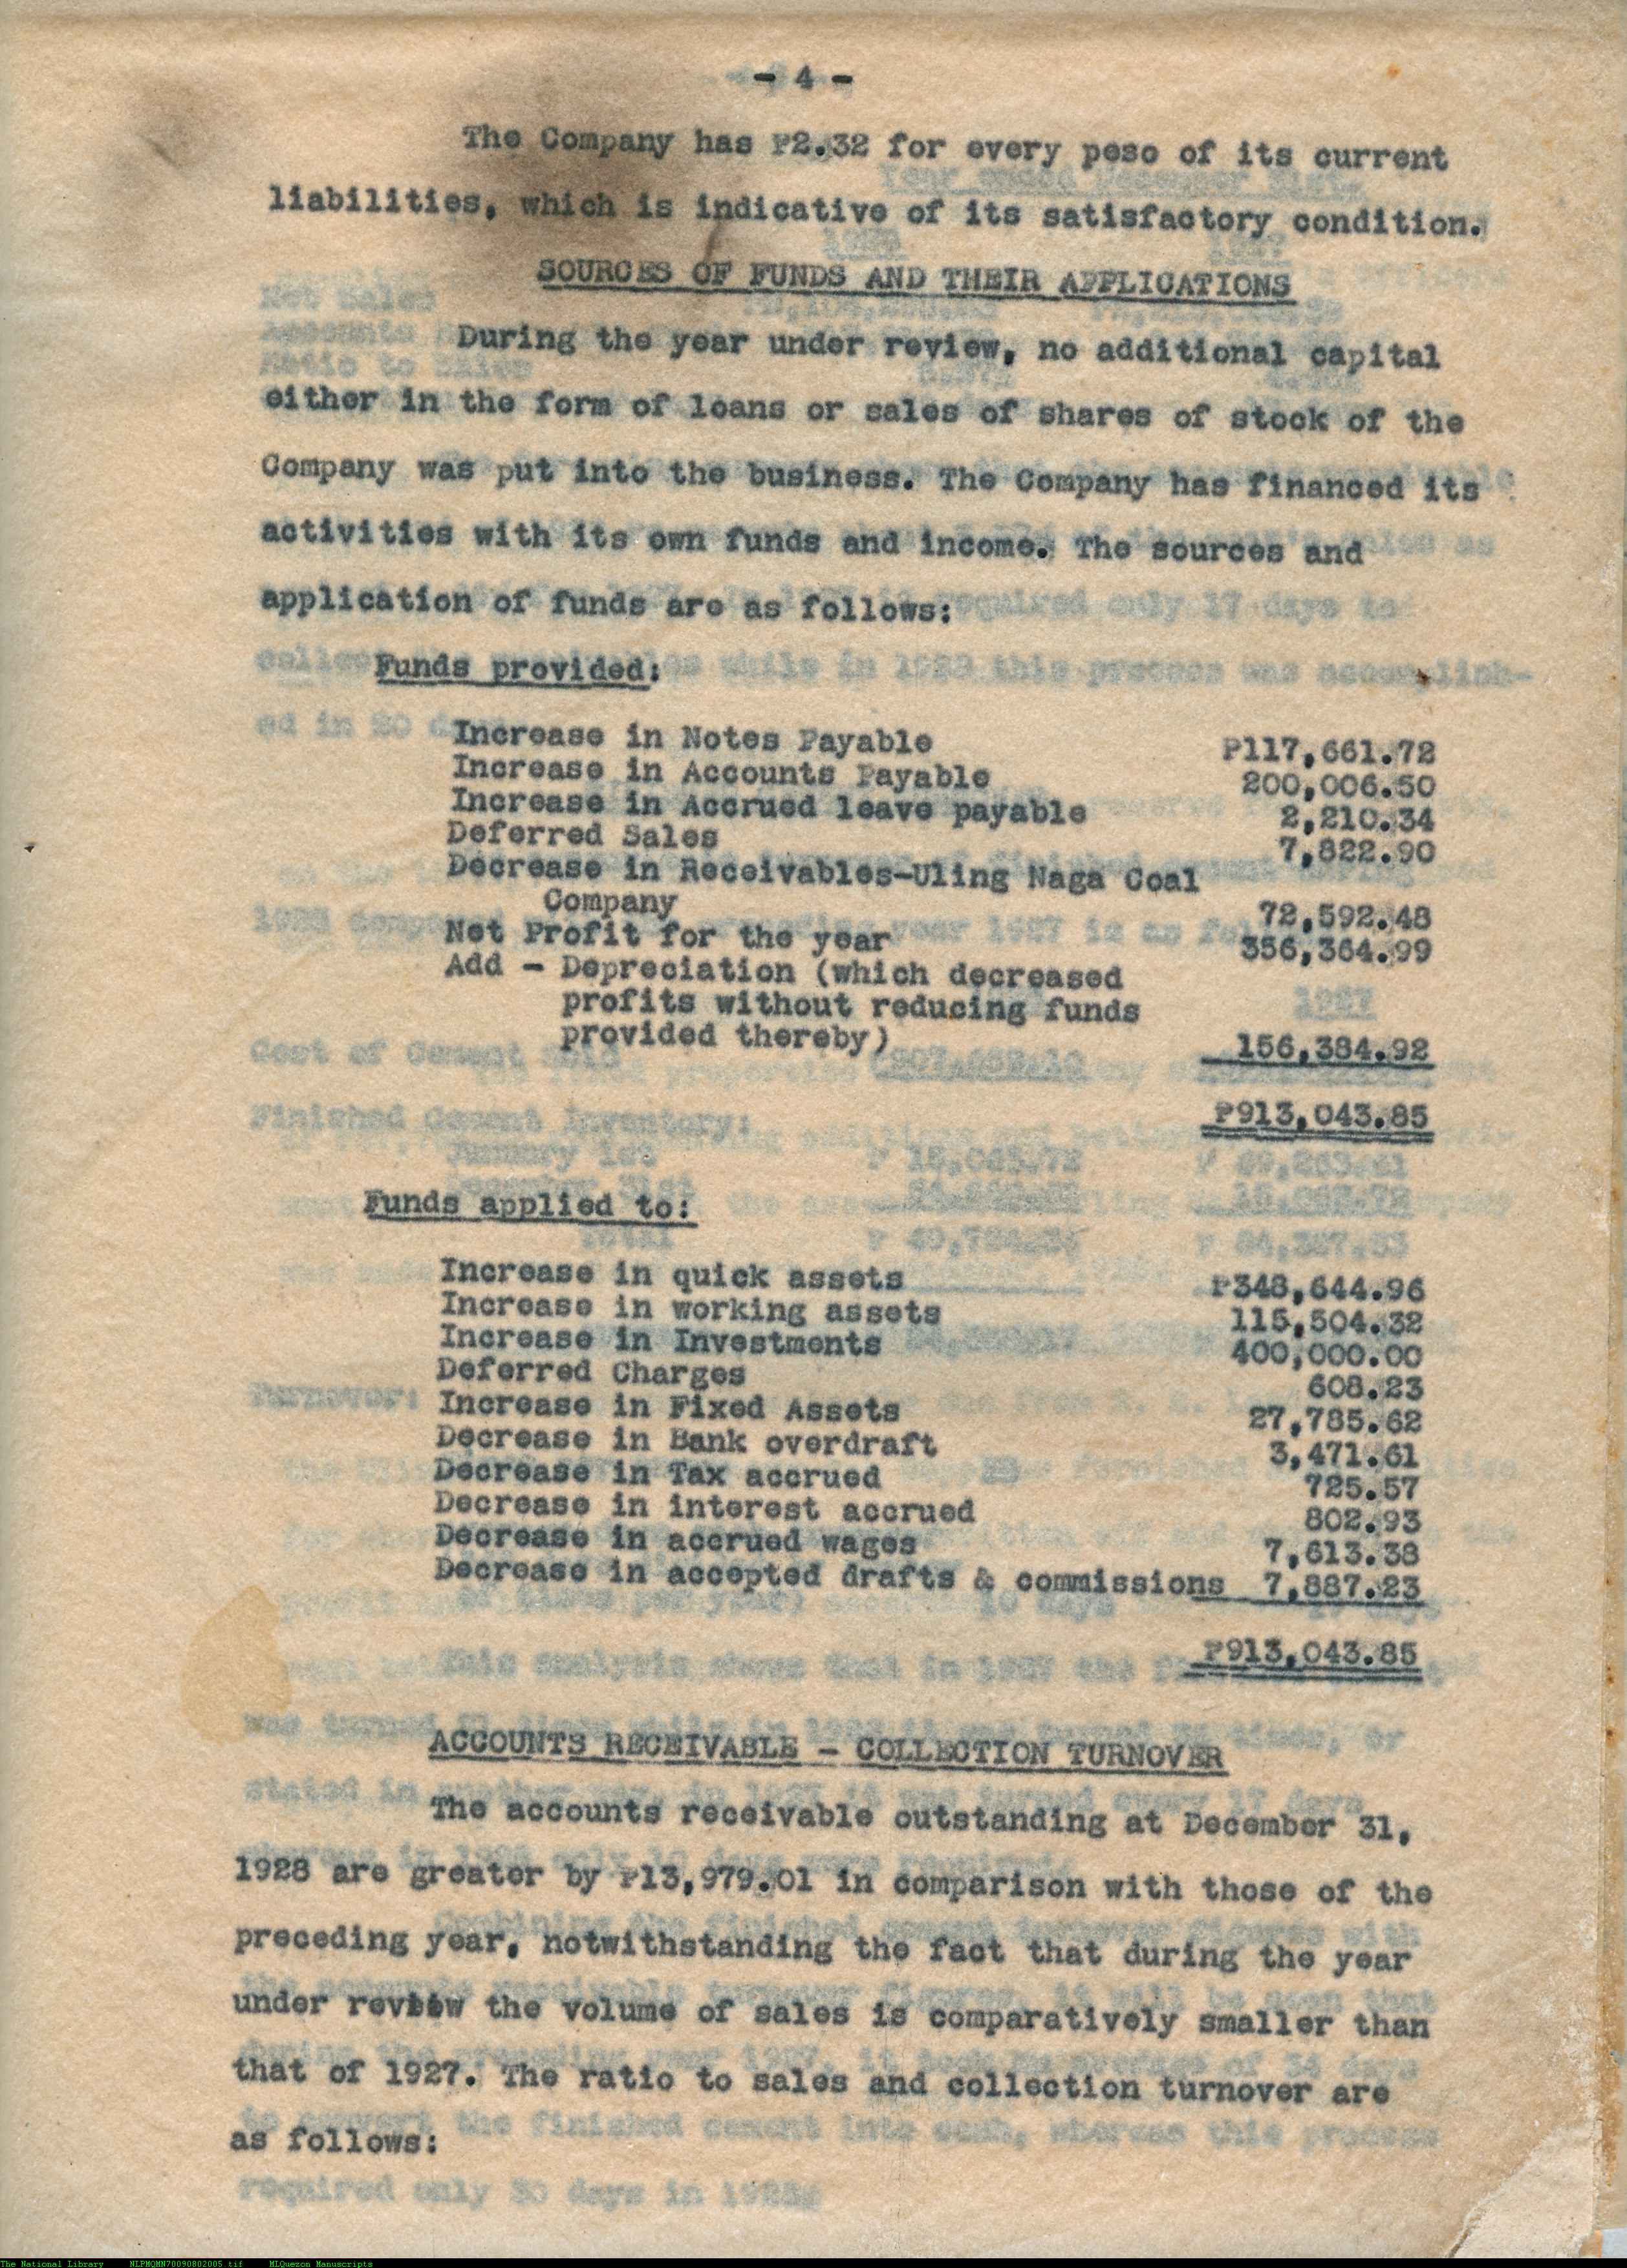 - 4 -
The Company has ₱2.32 for every peso of its current
liabilities, which is indicative of its satisfactory condition.
SOURCES OF FUNDS AND THEIR APPLICATIONS
During the year under review, no additional capital
either in the form of loans or sales of shares of stock of the
Company was put into the business. The Company has financed its
activities with its own funds and income. The sources and
application of funds are as follows:
Funds provided:
Increase in Notes Payable ₱117,661.72
Increase in Accounts Payable 200,006.50
Increase in Accrued leave payable 2,210.34
Deferred Sales 7,822.90
Decrease in Receivables-Uling Naga Coal
Company 72,592.48
Net Profit for the year 356,364.99
Add - Depreciation (which decreased
profits without reducing funds
provided thereby) 156,384.92
₱913,043.85
Funds applied to:
Increase in quick assets ₱348,644.96
Increase in working assets 115,504.32
Increase in Investments 400,000.00
Deferred Charges 608.23
Increase in Fixed Assets 27,785.62
Decrease in Bank overdraft 3,471.61
Decrease in Tax accrued 725.57
Decrease in interest accrued 802.93
Decrease in accrued wages 7,613.38
Decrease in accepted drafts & commissions 7,887.23
₱913,043.85
ACCOUNTS RECEIVABLE - COLLECTION TURNOVER
The accounts receivable outstanding at December 31,
1928 are greater by ₱13,979.01 in comparison with those of the
preceding year, notwithstanding the fact that during the year
under review the volume of sales is comparatively smaller than
that of 1927. The ratio to sales and collection turnover are
as follows:
The National Library NLPMQMN70090802005.tif MLQuezon Manuscripts